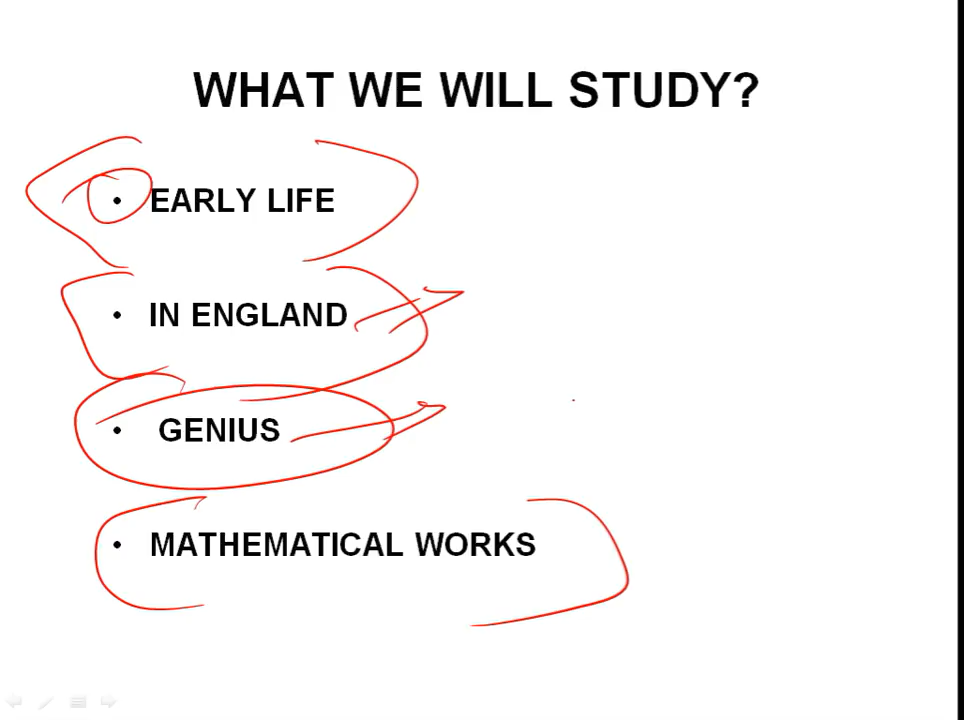 WHAT WE WILL STUDY?
• EARLY LIFE
• IN ENGLAND
• GENIUS
• MATHEMATICAL WORKS